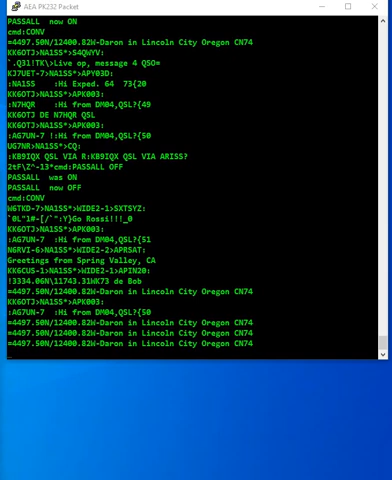 AEA PK232 Packet
PASSALL now ON
cmd:CONV
=4497.50N/12400.82W-Daron in Lincoln City Oregon CN74
KK6OTJ>NA1SS*>S4QWYV:
`.Q31!TK\>Live op, message 4 QSO=
KJ7UET-7>NA1SS*>APY03D:
:NA1SS    :Hi Exped. 64  73{20
KK6OTJ>NA1SS*>APK003:
:N7HQR    :Hi from DM04,QSL?{49
KK6OTJ DE N7HQR QSL
KK6OTJ>NA1SS*>APK003:
:AG7UN-7 !:Hi from DM04,QSL?{50
UG7NR>NA1SS*>CQ:
:KB9IQX QSL VIA R:KB9IQX QSL VIA ARISS?
2tF\Z^-13*cmd:PASSALL OFF
PASSALL was ON
PASSALL now OFF
cmd:CONV
W6TKD-7>NA1SS*>WIDE2-1>SXTSYZ:
`0L"1#-[/`":Y}Go Rossi!!!_0
KK6OTJ>NA1SS*>APK003:
:AG7UN-7  :Hi from DM04,QSL?{51
N6RVI-6>NA1SS*>WIDE2-2>APRSAT:
Greetings from Spring Valley, CA
KK6CUS-1>NA1SS*>WIDE2-1>APIN20:
!3334.06N\11743.31WK73 de Bob
=4497.50N/12400.82W-Daron in Lincoln City Oregon CN74
KK6OTJ>NA1SS*>APK003:
:AG7UN-7  :Hi from DM04,QSL?{50
=4497.50N/12400.82W-Daron in Lincoln City Oregon CN74
=4497.50N/12400.82W-Daron in Lincoln City Oregon CN74
=4497.50N/12400.82W-Daron in Lincoln City Oregon CN74